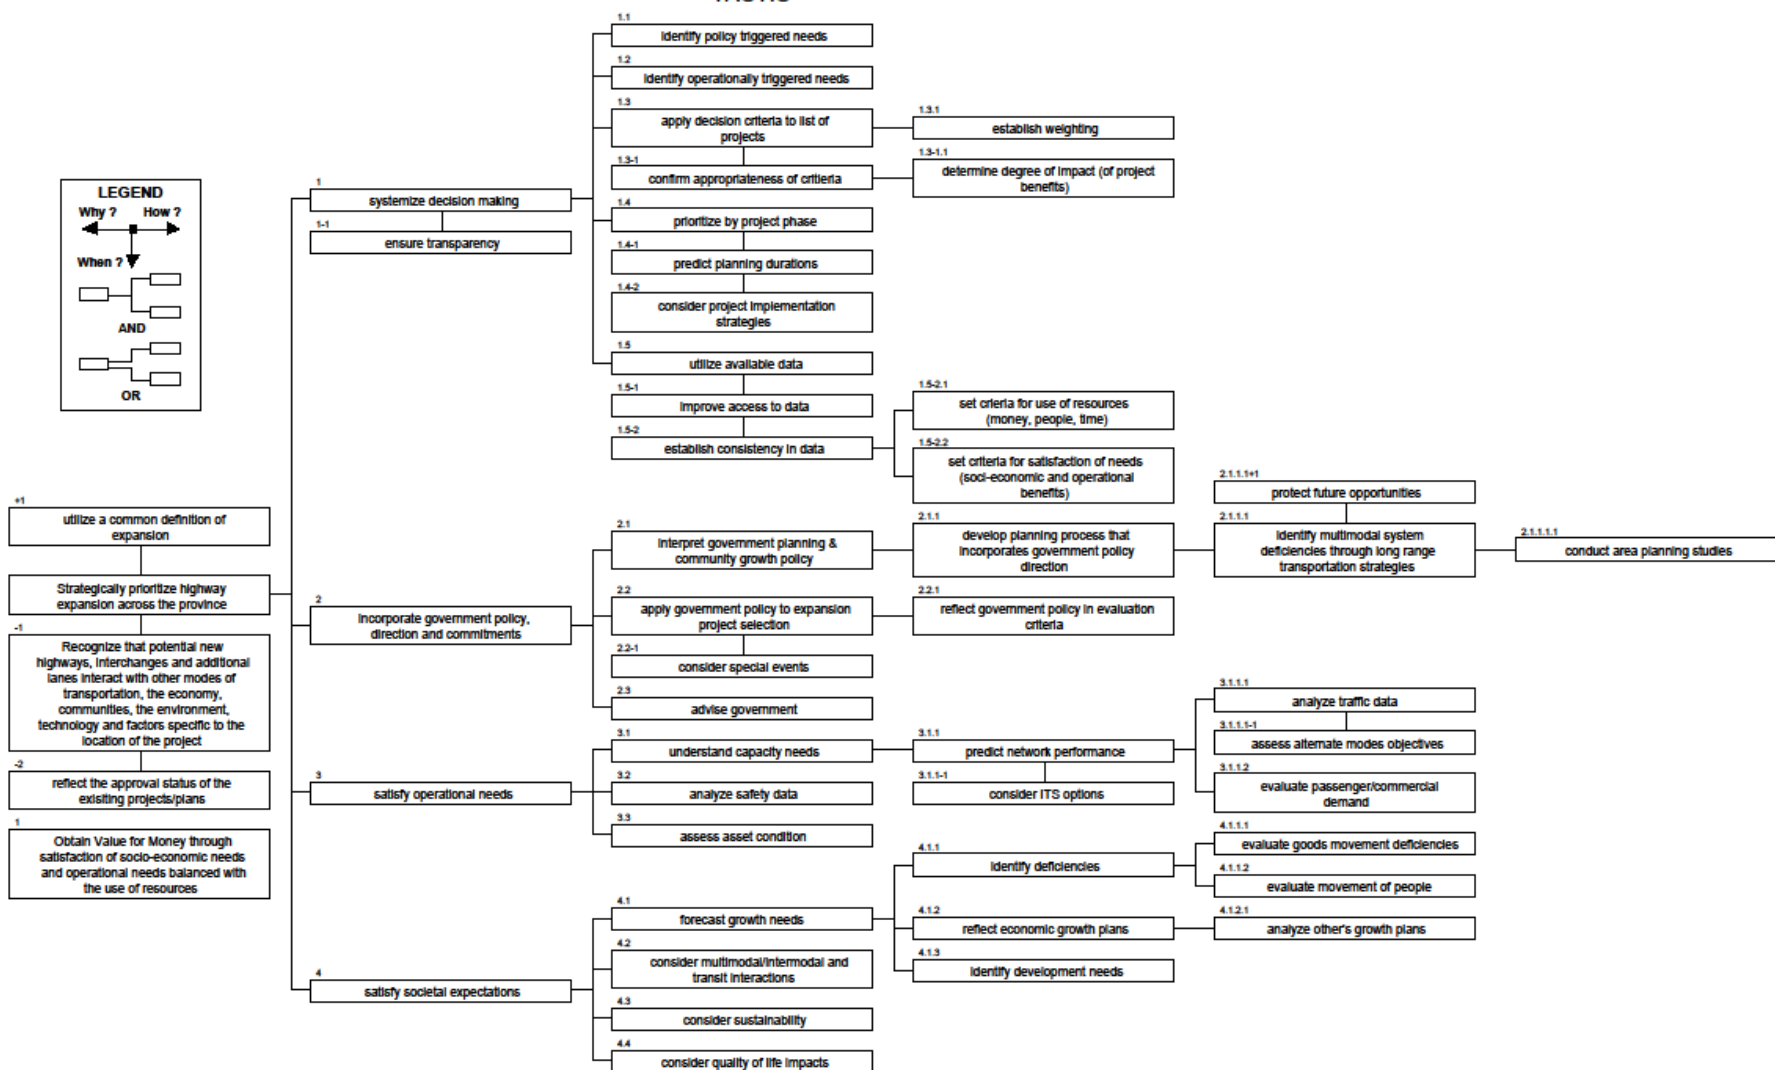 1.1
identify policy triggered needs
1.2
identify operationally triggered needs
1.3
apply decision criteria to list of
projects
1.3.1
establish weighting
1.3-1
confirm appropriateness of critieria
1.3-1.1
determine degree of impact (of project
benefits)
LEGEND
Why ?
How ?
When ?
AND
OR
1
systemize decision making
1-1
ensure transparency
1.4
prioritize by project phase
1.4-1
predict planning durations
1.4-2
consider project implementation
strategies
1.5
utilize available data
1.5-1
improve access to data
1.5-2
establish consistency in data
1.5-2.1
set crieria for use of resources
(money, people, time)
1.5-2.2
set criteria for satisfaction of needs
(soci-economic and operational
benefits)
+1
utilize a common definition of
expansion
Strategically prioritize highway
expansion across the province
-1
Recognize that potential new
highways, interchanges and additional
lanes interact with other modes of
transportation, the economy,
communities, the environment,
technology and factors specific to the
location of the project
-2
reflect the approval status of the
exisiting projects/plans
1
Obtain Value for Money through
satisfaction of socio-economic needs
and operational needs balanced with
the use of resources
2
incorporate government policy,
direction and commitments
2.1
interpret government planning &
community growth policy
2.1.1
develop planning process that
incorporates government policy
direction
2.1.1.1+1
protect future opportunities
2.1.1.1
identify multimodal system
deficiencies through long range
transportation strategies
2.1.1.1.1
conduct area planning studies
2.2
apply government policy to expansion
project selection
2.2.1
reflect government policy in evaluation
criteria
2.2-1
consider special events
2.3
advise government
3
satisfy operational needs
3.1
understand capacity needs
3.1.1
predict network performance
3.1.1-1
consider ITS options
3.1.1.1
analyze traffic data
3.1.1.1-1
assess alternate modes objectives
3.1.1.2
evaluate passenger/commercial
demand
3.2
analyze safety data
3.3
assess asset condition
4
satisfy societal expectations
4.1
forecast growth needs
4.1.1
identify deficiencies
4.1.1.1
evaluate goods movement deficiencies
4.1.1.2
evaluate movement of people
4.1.2
reflect economic growth plans
4.1.2.1
analyze other's growth plans
4.1.3
identify development needs
4.2
consider multimodal/intermodal and
transit interactions
4.3
consider sustainability
4.4
consider quality of life impacts